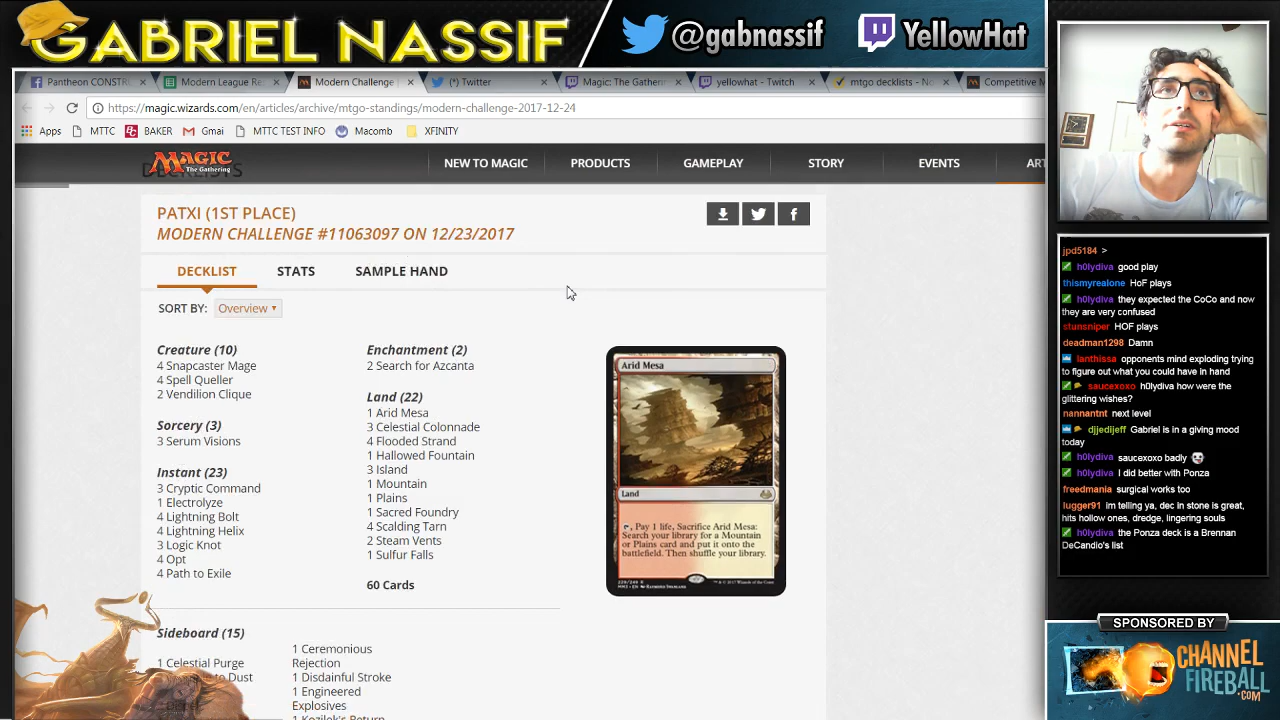 GABRIEL NASSIF
@gabnassif
YellowHat
Pantheon CONSTR
Modern League Re
Modern Challenge
(*) Twitter
Magic: The Gatheri
yellowhat - Twitch
mtgo decklists - No
Competitive M
https://magic.wizards.com/en/articles/archive/mtgo-standings/modern-challenge-2017-12-24
Apps
MTTC
BAKER
Gmai
MTTC TEST INFO
Macomb
XFINITY
MAGIC
The Gathering
DECKLISTS
NEW TO MAGIC
PRODUCTS
GAMEPLAY
STORY
EVENTS
ART
PATXI (1ST PLACE)
MODERN CHALLENGE #11063097 ON 12/23/2017
DECKLIST
STATS
SAMPLE HAND
SORT BY: Overview
Creature (10)
4 Snapcaster Mage
4 Spell Queller
2 Vendilion Clique
Sorcery (3)
3 Serum Visions
Instant (23)
3 Cryptic Command
1 Electrolyze
4 Lightning Bolt
4 Lightning Helix
3 Logic Knot
4 Opt
4 Path to Exile
Enchantment (2)
2 Search for Azcanta
Land (22)
1 Arid Mesa
3 Celestial Colonnade
4 Flooded Strand
1 Hallowed Fountain
3 Island
1 Mountain
1 Plains
1 Sacred Foundry
4 Scalding Tarn
2 Steam Vents
1 Sulfur Falls
60 Cards
Sideboard (15)
1 Celestial Purge
to Dust
1 Ceremonious
Rejection
1 Disdainful Stroke
1 Engineered
Explosives
1 Kozilek's Return
Arid Mesa
Land
, Pay 1 life, Sacrifice Arid Mesa:
Search your library for a Mountain
or Plains card and put it onto the
battlefield. Then shuffle your library.
jpd5184 >
h0lydiva good play
thismyrealone HoF plays
h0lydiva they expected the CoCo and now
they are very confused
stunsniper HOF plays
deadman1298 Damn
lanthissa opponents mind exploding trying
to figure out what you could have in hand
saucexoxo h0lydiva how were the
glittering wishes?
nannantnt next level
djjedijeff Gabriel is in a giving mood
today
h0lydiva saucexoxo badly
h0lydiva I did better with Ponza
freedmania surgical works too
lugger91 im telling ya, dec in stone is great,
hits hollow ones, dredge, lingering souls
h0lydiva the Ponza deck is a Brennan
DeCandio's list
SPONSORED BY
CHANNEL
FIREBALL
.COM